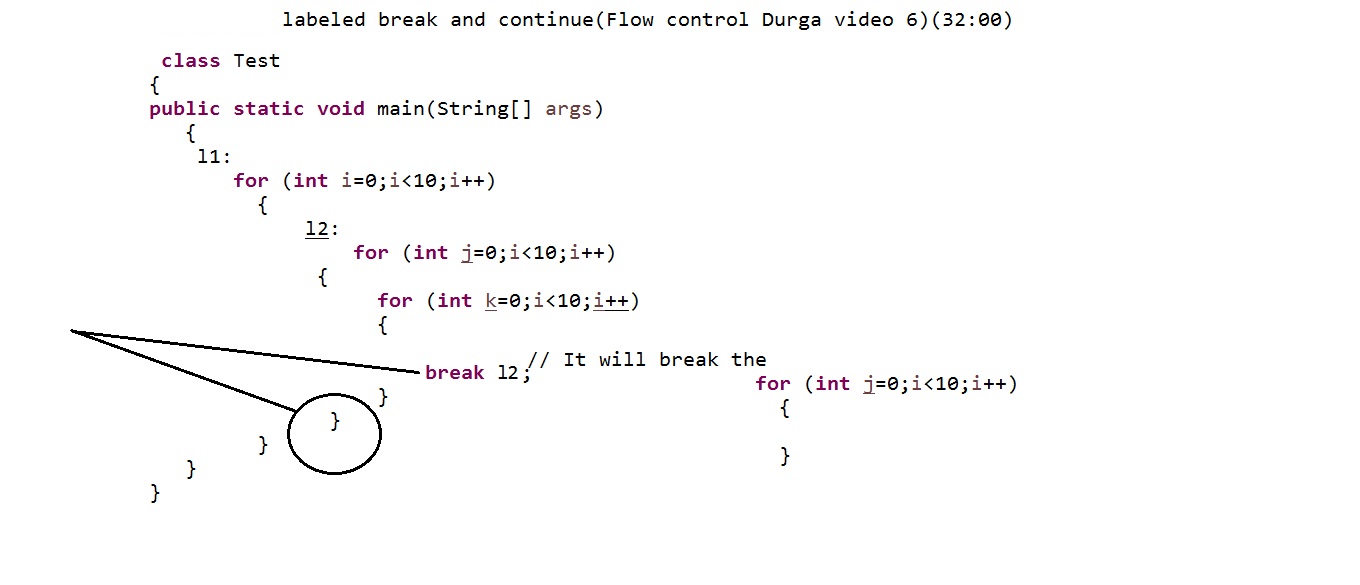 labeled break and continue(Flow control Durga video 6)(32:00)
class Test
{
public static void main(String[] args)
{
l1:
for (int i=0;i<10;i++)
{
l2:
for (int j=0;i<10;i++)
{
for (int k=0;i<10;i++)
{
break l2;// It will break the
for (int j=0;i<10;i++)
{
}
}
}
}
}
}